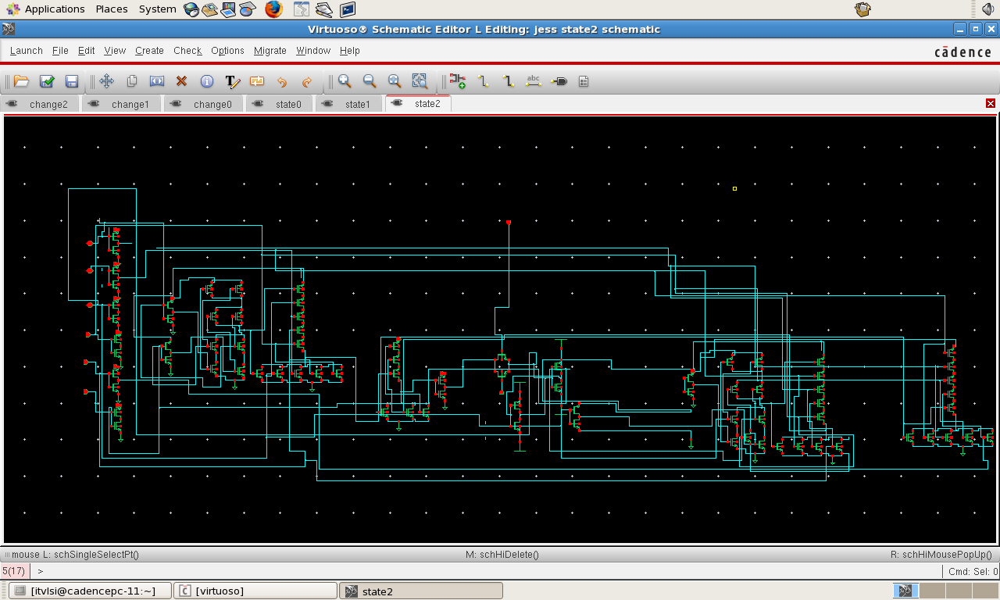 Applications Places System
Virtuoso® Schematic Editor L Editing: jess state2 schematic
Launch File Edit View Create Check Options Migrate Window Help
cādence
abc
change2 change1 change0 state0 state1 state2
mouse L: schSingleSelectPt() M: schHiDelete() R: schHiMousePopUp()
5(17) > Cmd: Sel: 0
[itvlsi@cadencepc-11:~] [virtuoso] state2